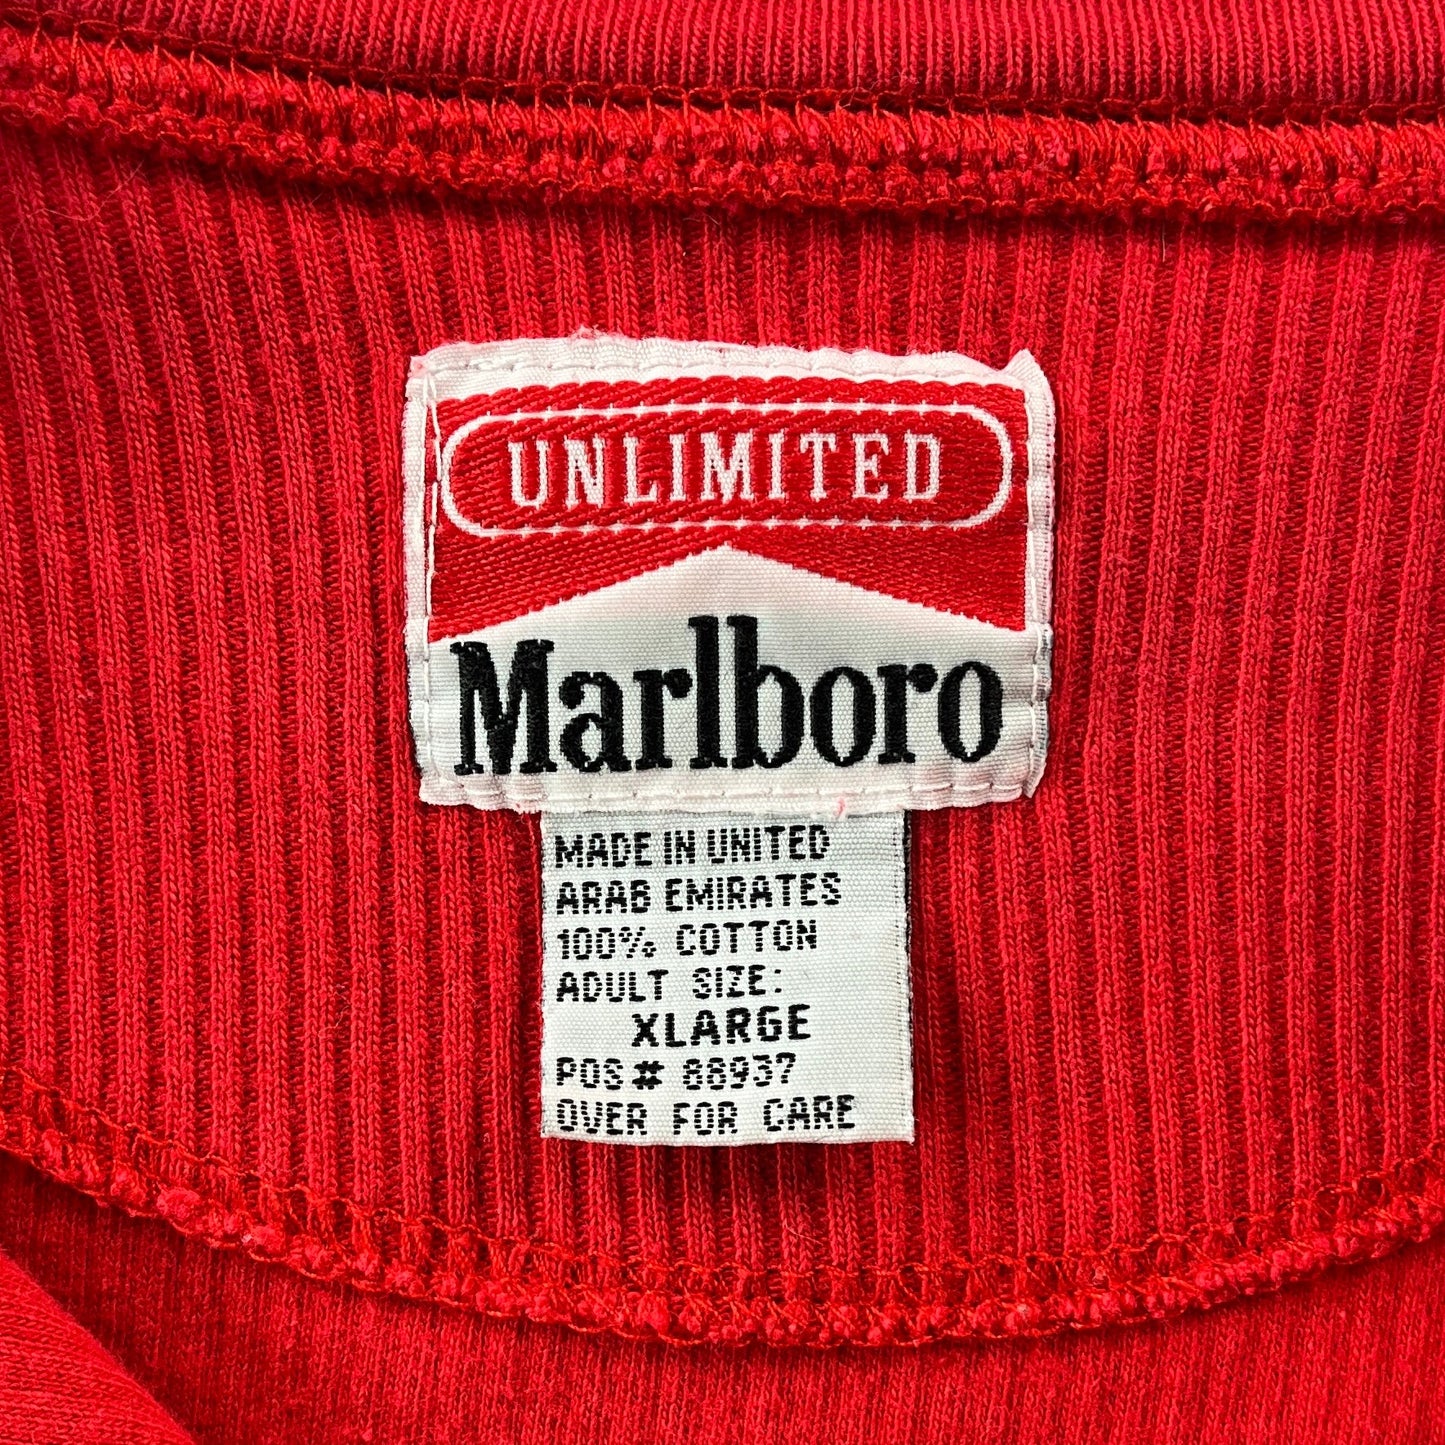 UNLIMITED
Marlboro
MADE IN UNITED
ARAB EMIRATES
100% COTTON
ADULT SIZE:
XLARGE
POS# 88937
OVER FOR CARE